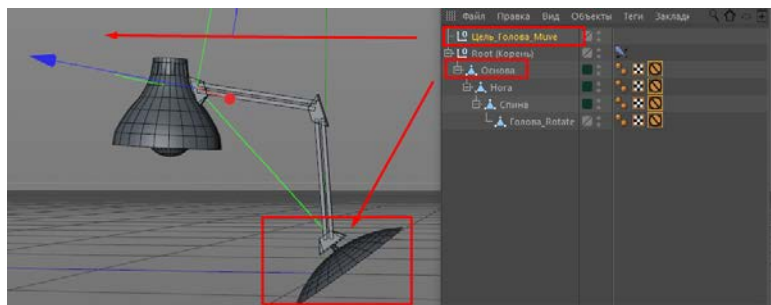 Файл Правка Вид Объекты Теги Заклад
Цель_Голова_Muve
Root (Корень)
Основа
Нога
Спина
Голова_Rotate